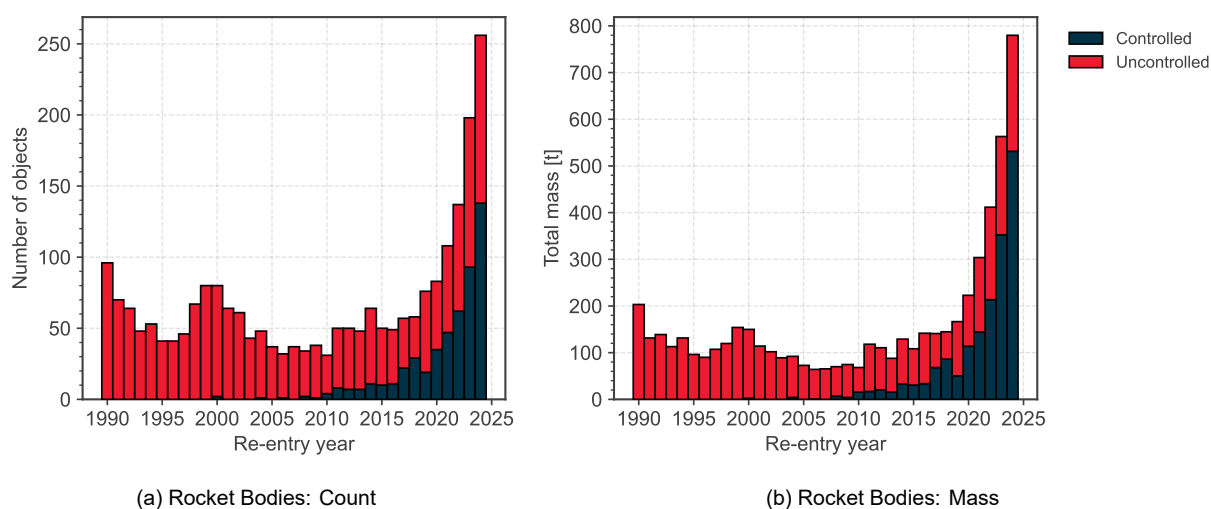 250
200
150
100
50
0
Number of objects
1990 1995 2000 2005 2010 2015 2020 2025
Re-entry year
(a) Rocket Bodies: Count
800
700
600
500
400
300
200
100
0
Total mass [t]
1990 1995 2000 2005 2010 2015 2020 2025
Re-entry year
(b) Rocket Bodies: Mass
Controlled
Uncontrolled